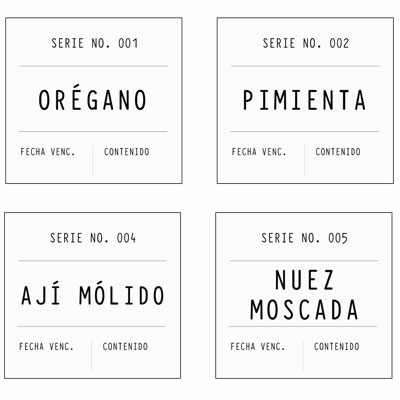 SERIE NO. 001
ORÉGANO
FECHA VENC. CONTENIDO
SERIE NO. 002
PIMIENTA
FECHA VENC. CONTENIDO
SERIE NO. 004
AJÍ MÓLIDO
FECHA VENC. CONTENIDO
SERIE NO. 005
NUEZ
MOSCADA
FECHA VENC. CONTENIDO